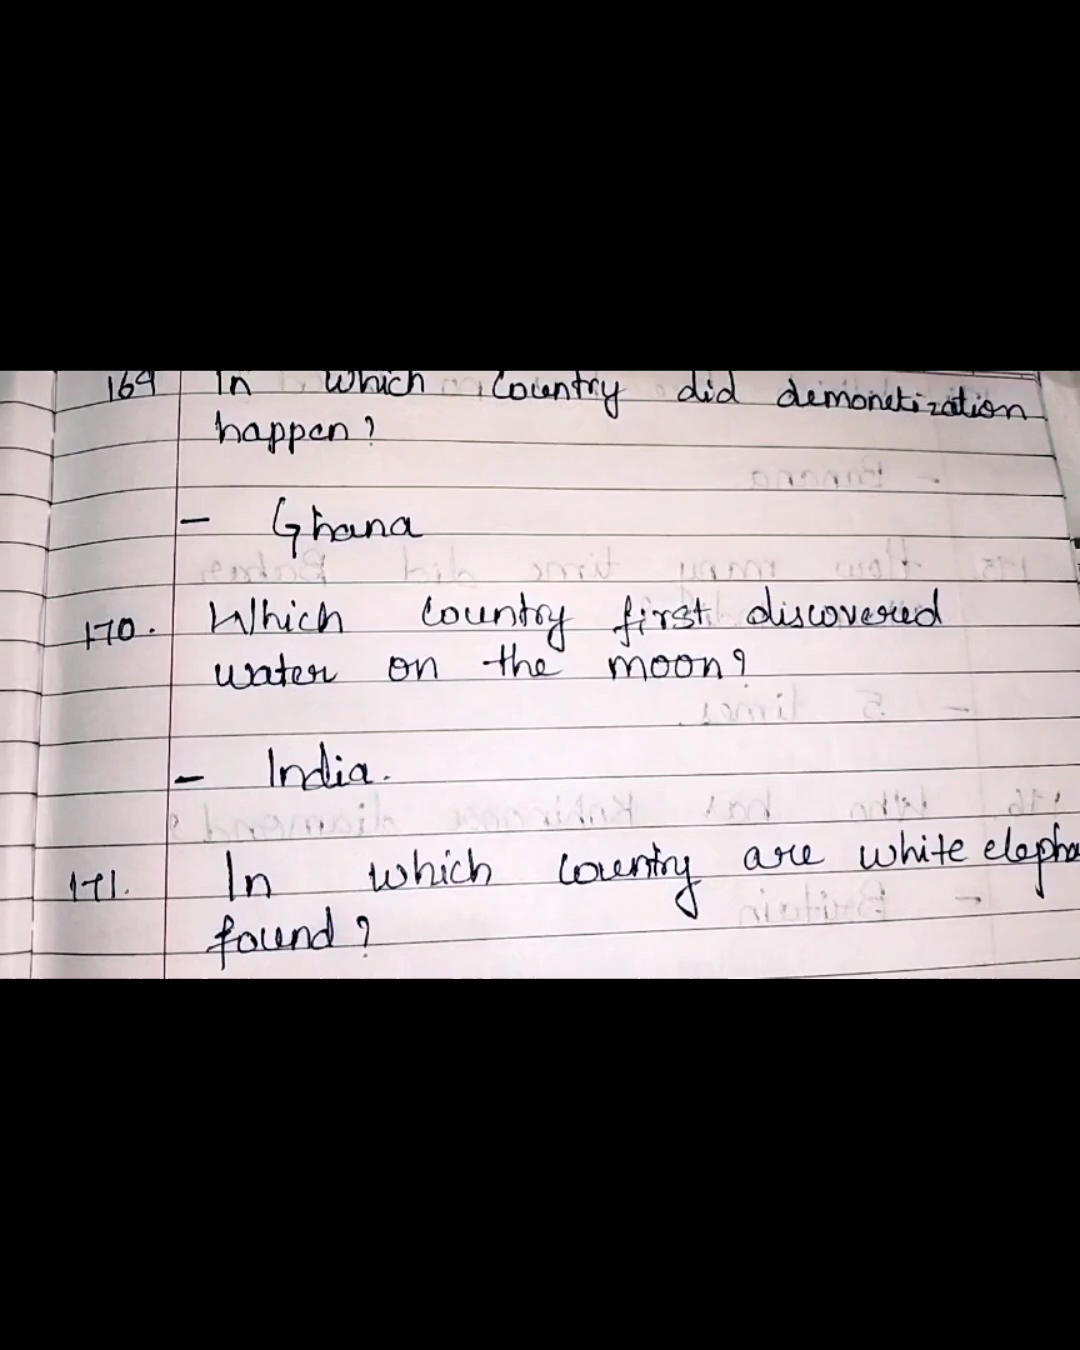 169 In which country did demonetization
happen?
- Ghana
170. Which country first discovered
water on the moon?
- India.
171. In which country are white elepha
found?